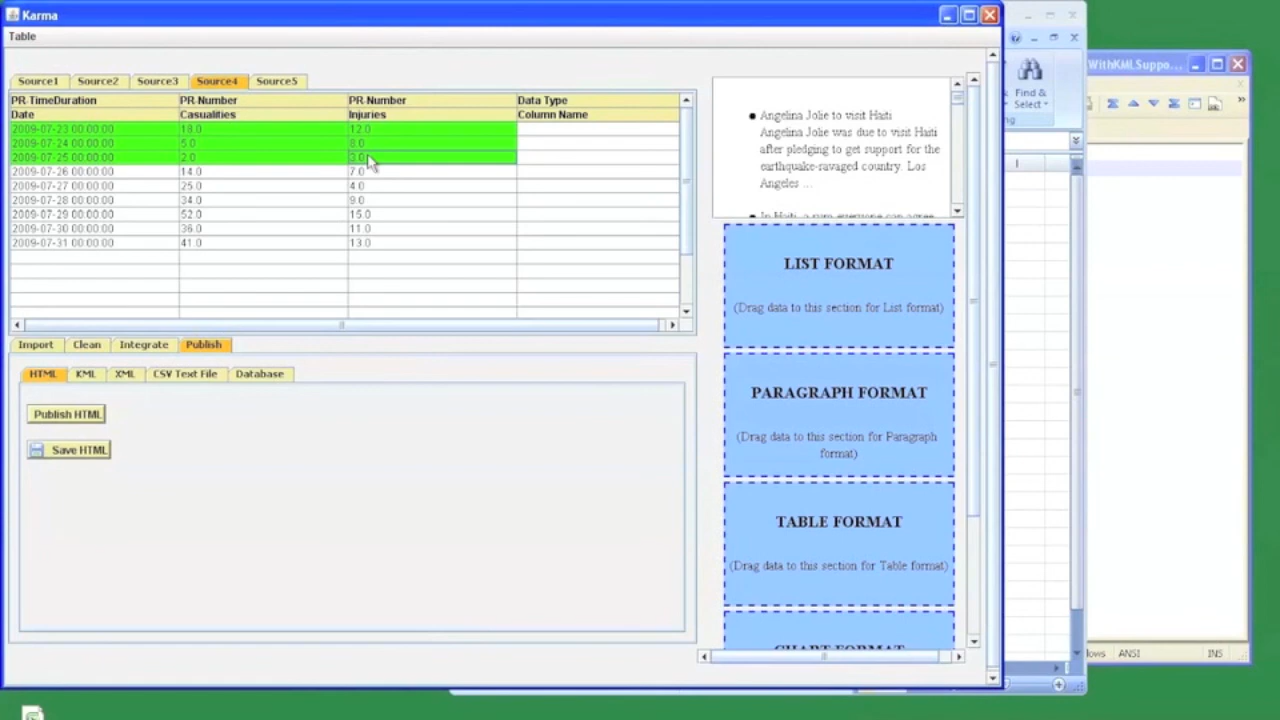 Karma
Table
Source1 Source2 Source3 Source4 Source5
PR-TimeDuration PR-Number PR-Number Data Type
Date Casualities Injuries Column Name
2009-07-23 00:00:00 18.0 12.0
2009-07-24 00:00:00 5.0 8.0
2009-07-25 00:00:00 2.0 3.0
2009-07-26 00:00:00 14.0 7.0
2009-07-27 00:00:00 25.0 4.0
2009-07-28 00:00:00 34.0 9.0
2009-07-29 00:00:00 52.0 15.0
2009-07-30 00:00:00 36.0 11.0
2009-07-31 00:00:00 41.0 13.0
Import Clean Integrate Publish
HTML KML XML CSV Text File Database
Publish HTML
Save HTML
● Angelina Jolie to visit Haiti
Angelina Jolie was due to visit Haiti
after pledging to get support for the
earthquake-ravaged country. Los
Angeles ...
● In Haiti, a
LIST FORMAT
(Drag data to this section for List format)
PARAGRAPH FORMAT
(Drag data to this section for Paragraph
format)
TABLE FORMAT
(Drag data to this section for Table format)
CHART FORMAT
Find &
Select
I
WithKMLSuppo...
ANSI INS